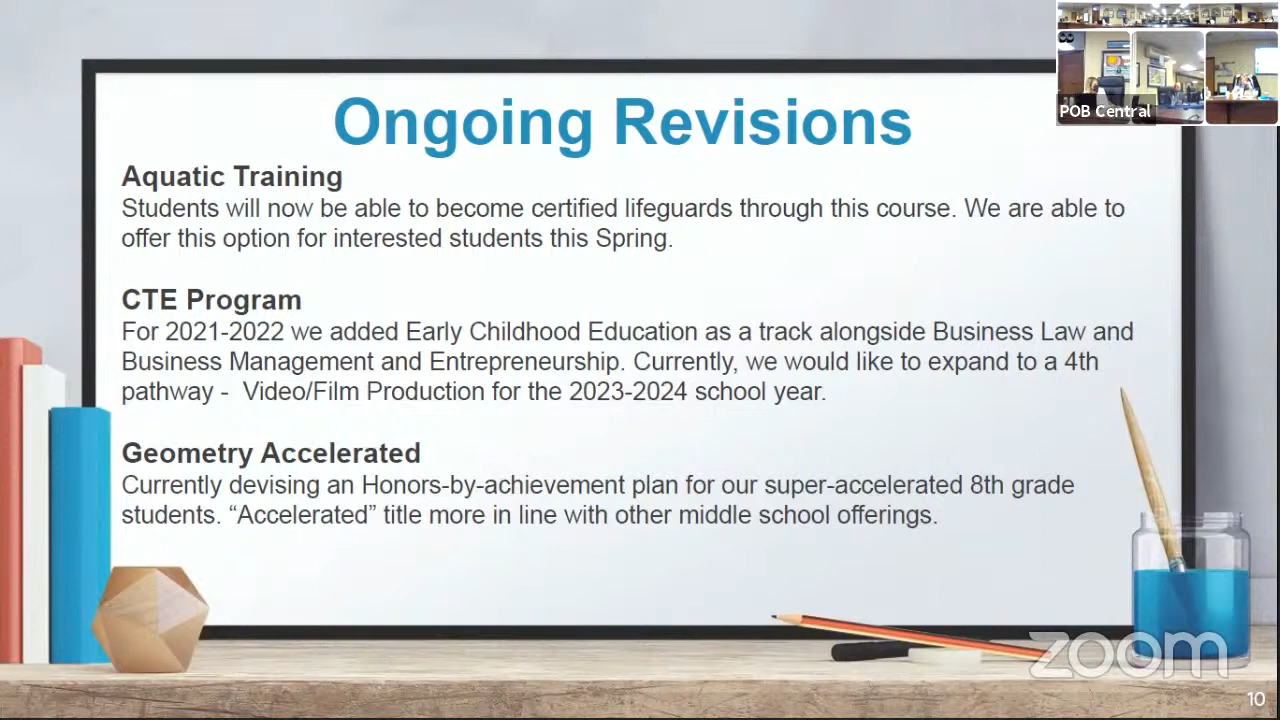 POB Central
Ongoing Revisions
Aquatic Training
Students will now be able to become certified lifeguards through this course. We are able to
offer this option for interested students this Spring.
CTE Program
For 2021-2022 we added Early Childhood Education as a track alongside Business Law and
Business Management and Entrepreneurship. Currently, we would like to expand to a 4th
pathway -  Video/Film Production for the 2023-2024 school year.
Geometry Accelerated
Currently devising an Honors-by-achievement plan for our super-accelerated 8th grade
students. “Accelerated” title more in line with other middle school offerings.
zoom
10